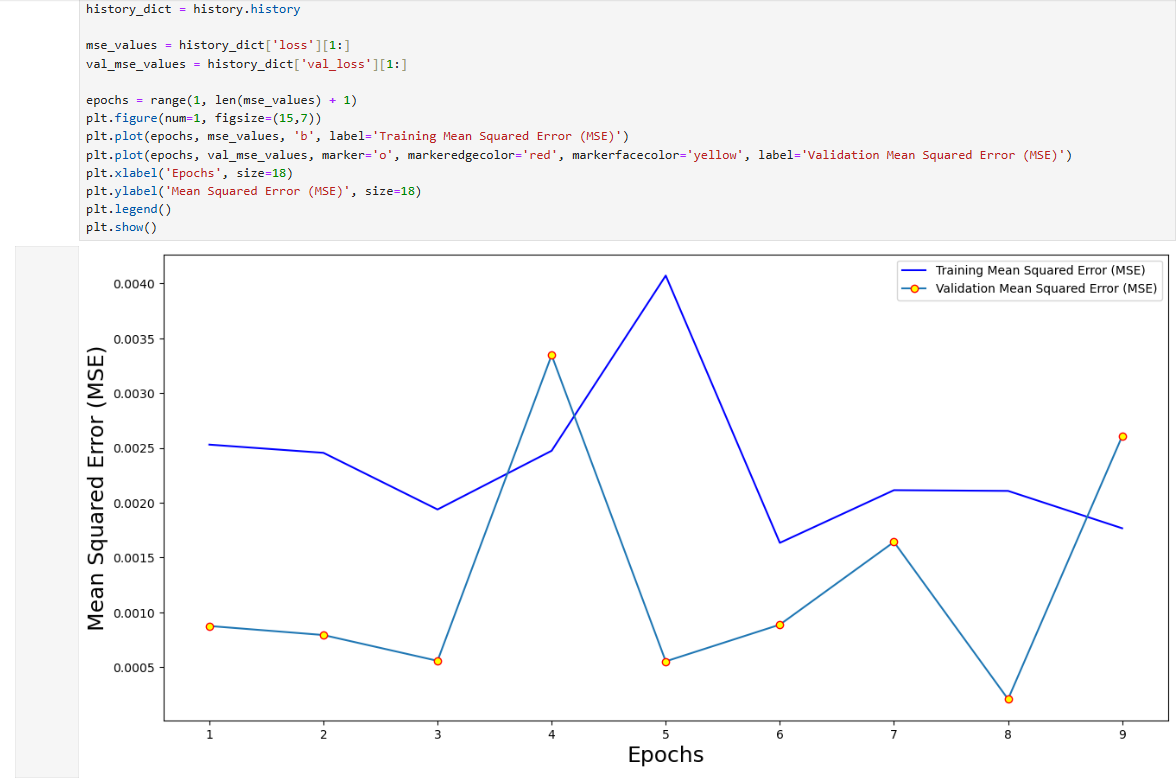 history_dict = history.history
mse_values = history_dict['loss'][1:]
val_mse_values = history_dict['val_loss'][1:]
epochs = range(1, len(mse_values) + 1)
plt.figure(num=1, figsize=(15,7))
plt.plot(epochs, mse_values, 'b', label='Training Mean Squared Error (MSE)')
plt.plot(epochs, val_mse_values, marker='o', markeredgecolor='red', markerfacecolor='yellow', label='Validation Mean Squared Error (MSE)')
plt.xlabel('Epochs', size=18)
plt.ylabel('Mean Squared Error (MSE)', size=18)
plt.legend()
plt.show()
Training Mean Squared Error (MSE)
Validation Mean Squared Error (MSE)
Mean Squared Error (MSE)
0.0040
0.0035
0.0030
0.0025
0.0020
0.0015
0.0010
0.0005
1 2 3 4 5 6 7 8 9
Epochs